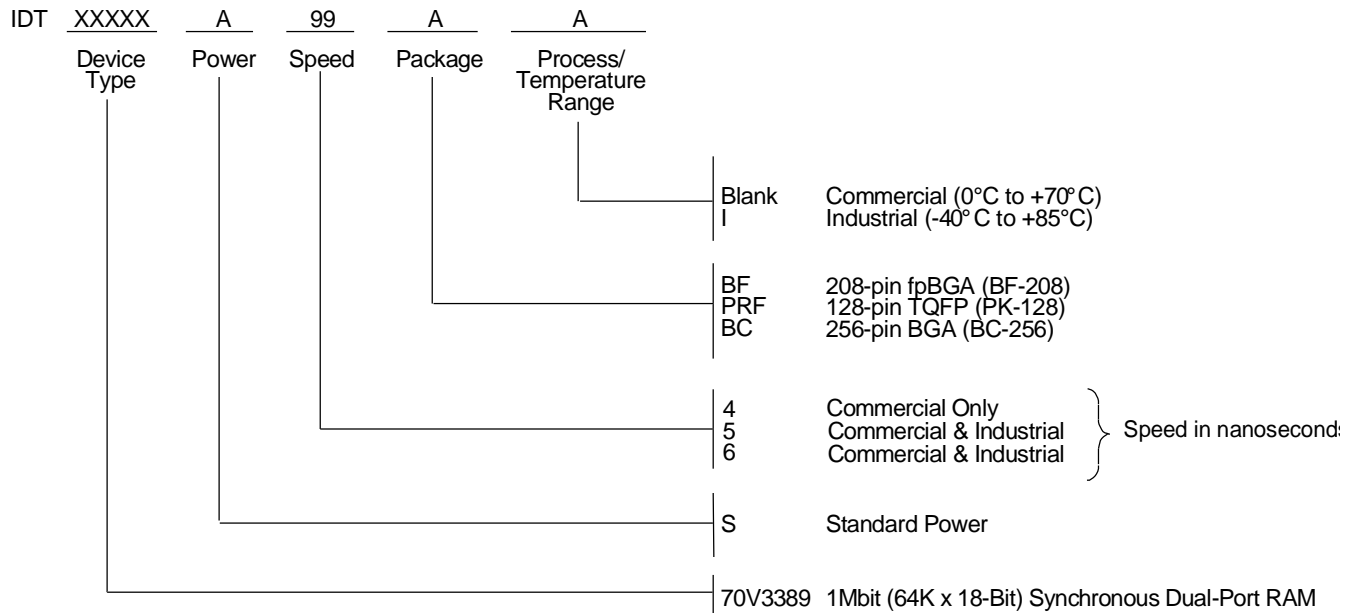 IDT XXXXX A 99 A A
Device Type Power Speed Package Process/ Temperature Range
Blank Commercial (0°C to +70°C)
I Industrial (-40°C to +85°C)
BF 208-pin fpBGA (BF-208)
PRF 128-pin TQFP (PK-128)
BC 256-pin BGA (BC-256)
4 Commercial Only
5 Commercial & Industrial Speed in nanoseconds
6 Commercial & Industrial
S Standard Power
70V3389 1Mbit (64K x 18-Bit) Synchronous Dual-Port RAM